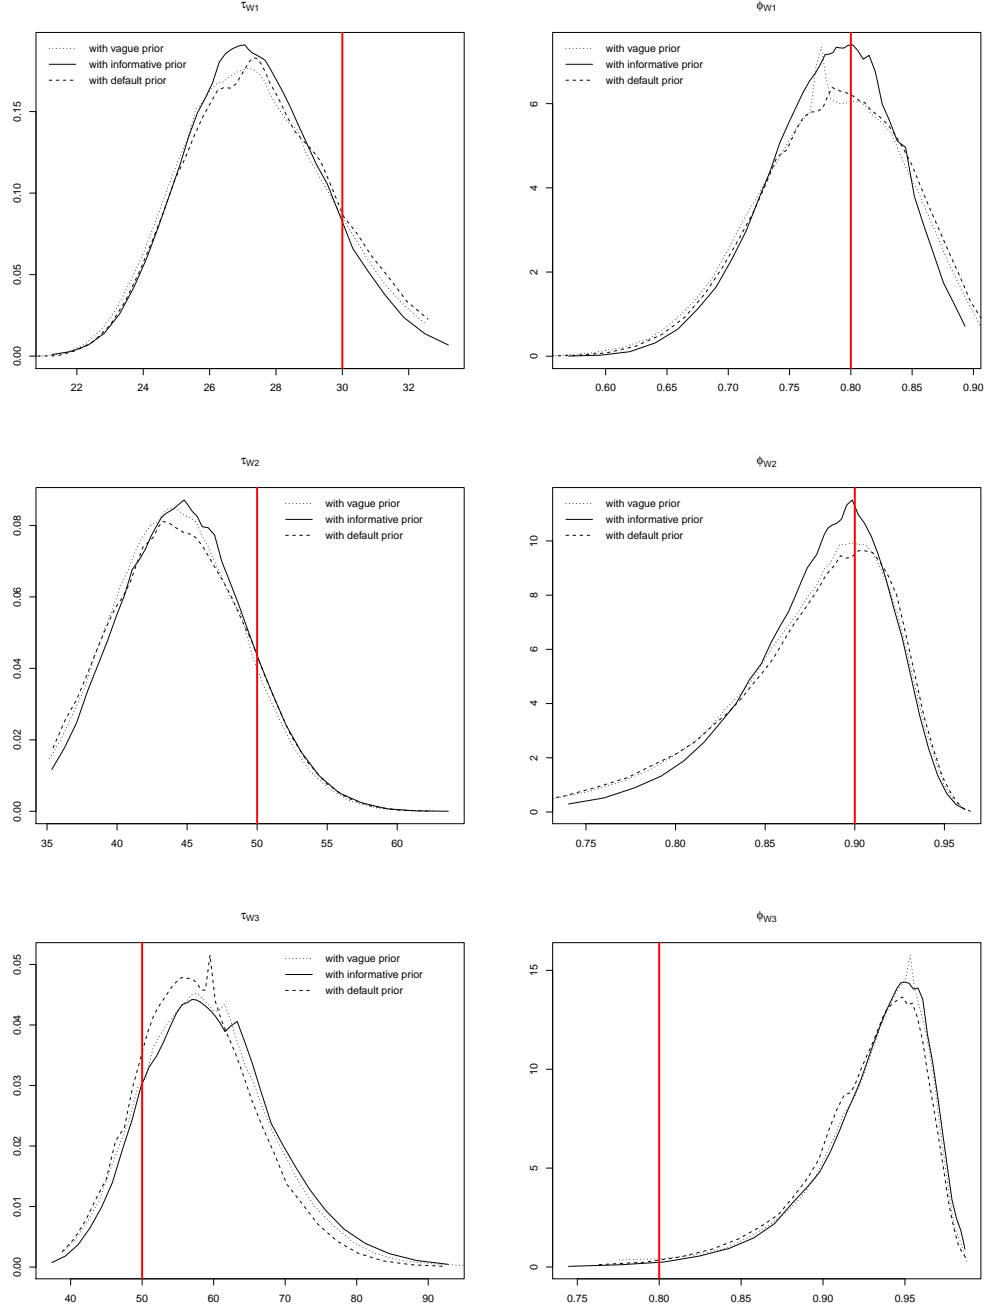 τW1
with vague prior
with informative prior
with default prior
0.00 0.05 0.10 0.15
22 24 26 28 30 32
ϕW1
with vague prior
with informative prior
with default prior
0 2 4 6
0.60 0.65 0.70 0.75 0.80 0.85 0.90
τW2
with vague prior
with informative prior
with default prior
0.00 0.02 0.04 0.06 0.08
35 40 45 50 55 60
ϕW2
with vague prior
with informative prior
with default prior
0 2 4 6 8 10
0.75 0.80 0.85 0.90 0.95
τW3
with vague prior
with informative prior
with default prior
0.00 0.01 0.02 0.03 0.04 0.05
40 50 60 70 80 90
ϕW3
0 5 10 15
0.75 0.80 0.85 0.90 0.95